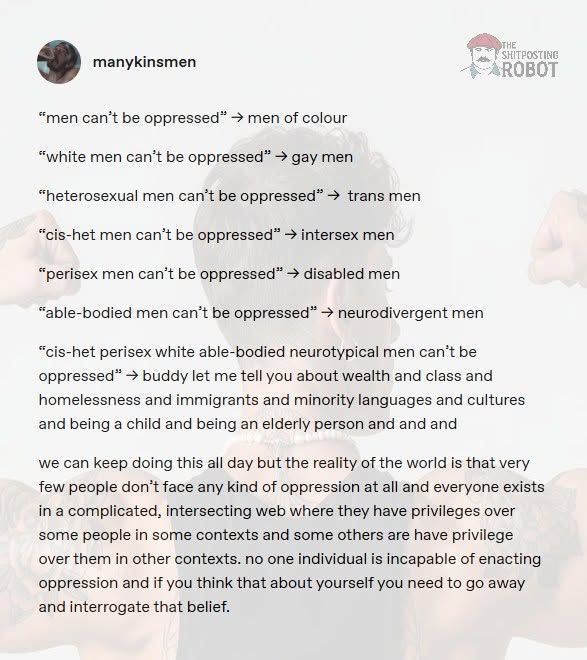 manykinsmen
THE
SHITPOSTING
ROBOT
“men can’t be oppressed” → men of colour
“white men can’t be oppressed” → gay men
“heterosexual men can’t be oppressed” → trans men
“cis-het men can’t be oppressed” → intersex men
“perisex men can’t be oppressed” → disabled men
“able-bodied men can’t be oppressed” → neurodivergent men
“cis-het perisex white able-bodied neurotypical men can’t be
oppressed” → buddy let me tell you about wealth and class and
homelessness and immigrants and minority languages and cultures
and being a child and being an elderly person and and and
we can keep doing this all day but the reality of the world is that very
few people don’t face any kind of oppression at all and everyone exists
in a complicated, intersecting web where they have privileges over
some people in some contexts and some others are have privilege
over them in other contexts. no one individual is incapable of enacting
oppression and if you think that about yourself you need to go away
and interrogate that belief.